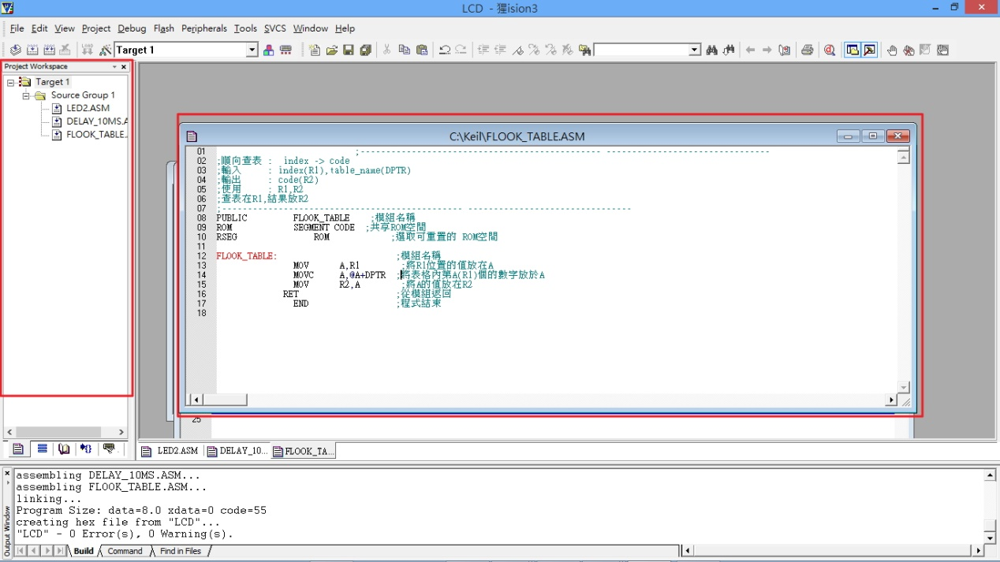 LCD - 猩ision3
File Edit View Project Debug Flash Peripherals Tools SVCS Window Help
LOAD Target 1
Project Workspace
Target 1
Source Group 1
LED2.ASM
DELAY_10MS.A
FLOOK_TABLE.
C:\Keil\FLOOK_TABLE.ASM
01 ;----------------------------------------------- --------------------------------
02 ;順向查表 : index -> code
03 ;輸入 : index(R1),table_name(DPTR)
04 ;輸出 : code(R2)
05 ;使用 : R1,R2
06 ;查表在R1,結果放R2
07 ;----------------------------------------------- --------------------------------
08 PUBLIC FLOOK_TABLE ;模組名稱
09 ROM SEGMENT CODE ;共享ROM空間
10 RSEG ROM ;選取可重置的 ROM空間
11
12 FLOOK_TABLE: ;模組名稱
13 MOV A,R1 ;將R1位置的值放在A
14 MOVC A,@A+DPTR ;將表格內第A(R1)個的數字放於A
15 MOV R2,A ;將A的值放在R2
16 RET ;從模組返回
17 END ;程式結束
18
25
LED2.ASM DELAY_10... FLOOK_TA...
Output Window
assembling DELAY_10MS.ASM...
assembling FLOOK_TABLE.ASM...
linking...
Program Size: data=8.0 xdata=0 code=55
creating hex file from "LCD"...
"LCD" - 0 Error(s), 0 Warning(s).
Build Command Find in Files